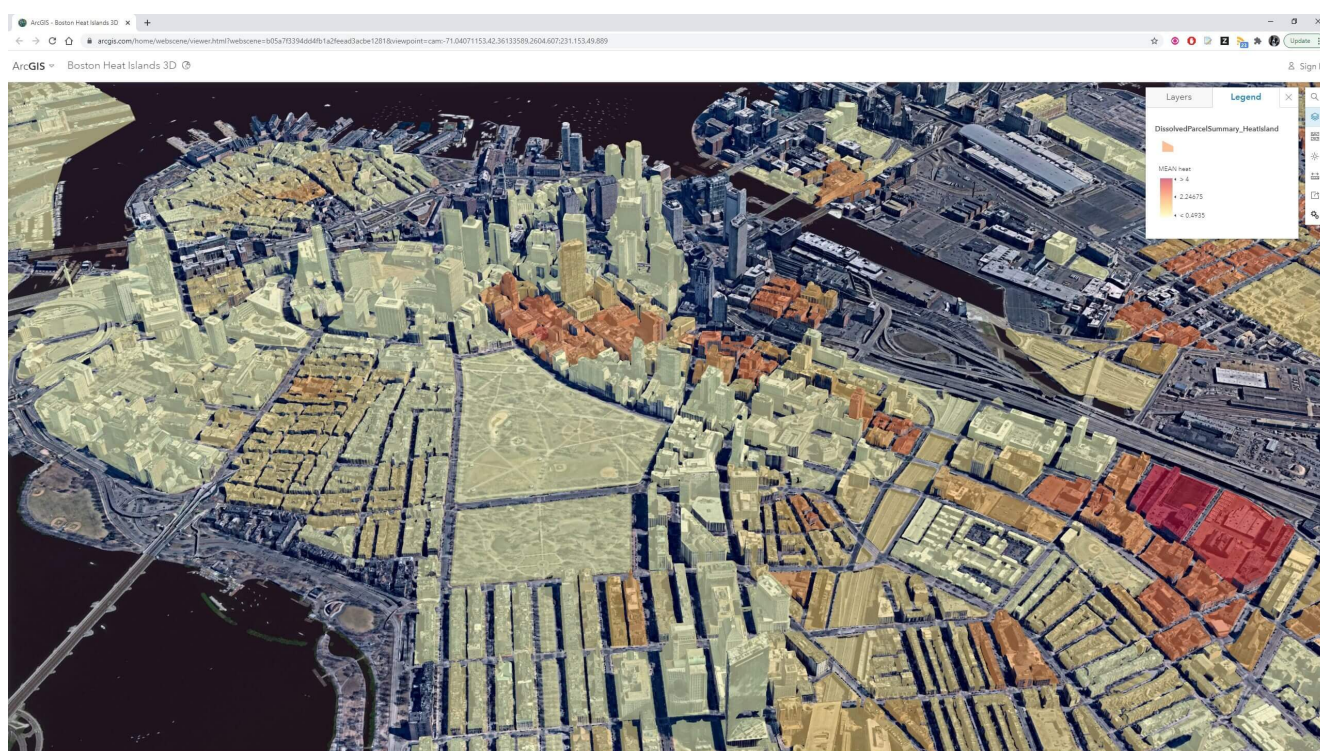 ArcGIS - Boston Heat Islands 3D
arcgis.com/home/webscene/viewer.html?webscene=b05a7f3394dd4fb1a2feead3acbe1281&viewpoint=cam:-71.04071153,42.36133589,2604.607;231.153,49.889
Update
ArcGIS Boston Heat Islands 3D
Sign
Layers Legend
DissolvedParcelSummary_HeatIsland
MEAN heat
> 4
2.24675
< 0.4935